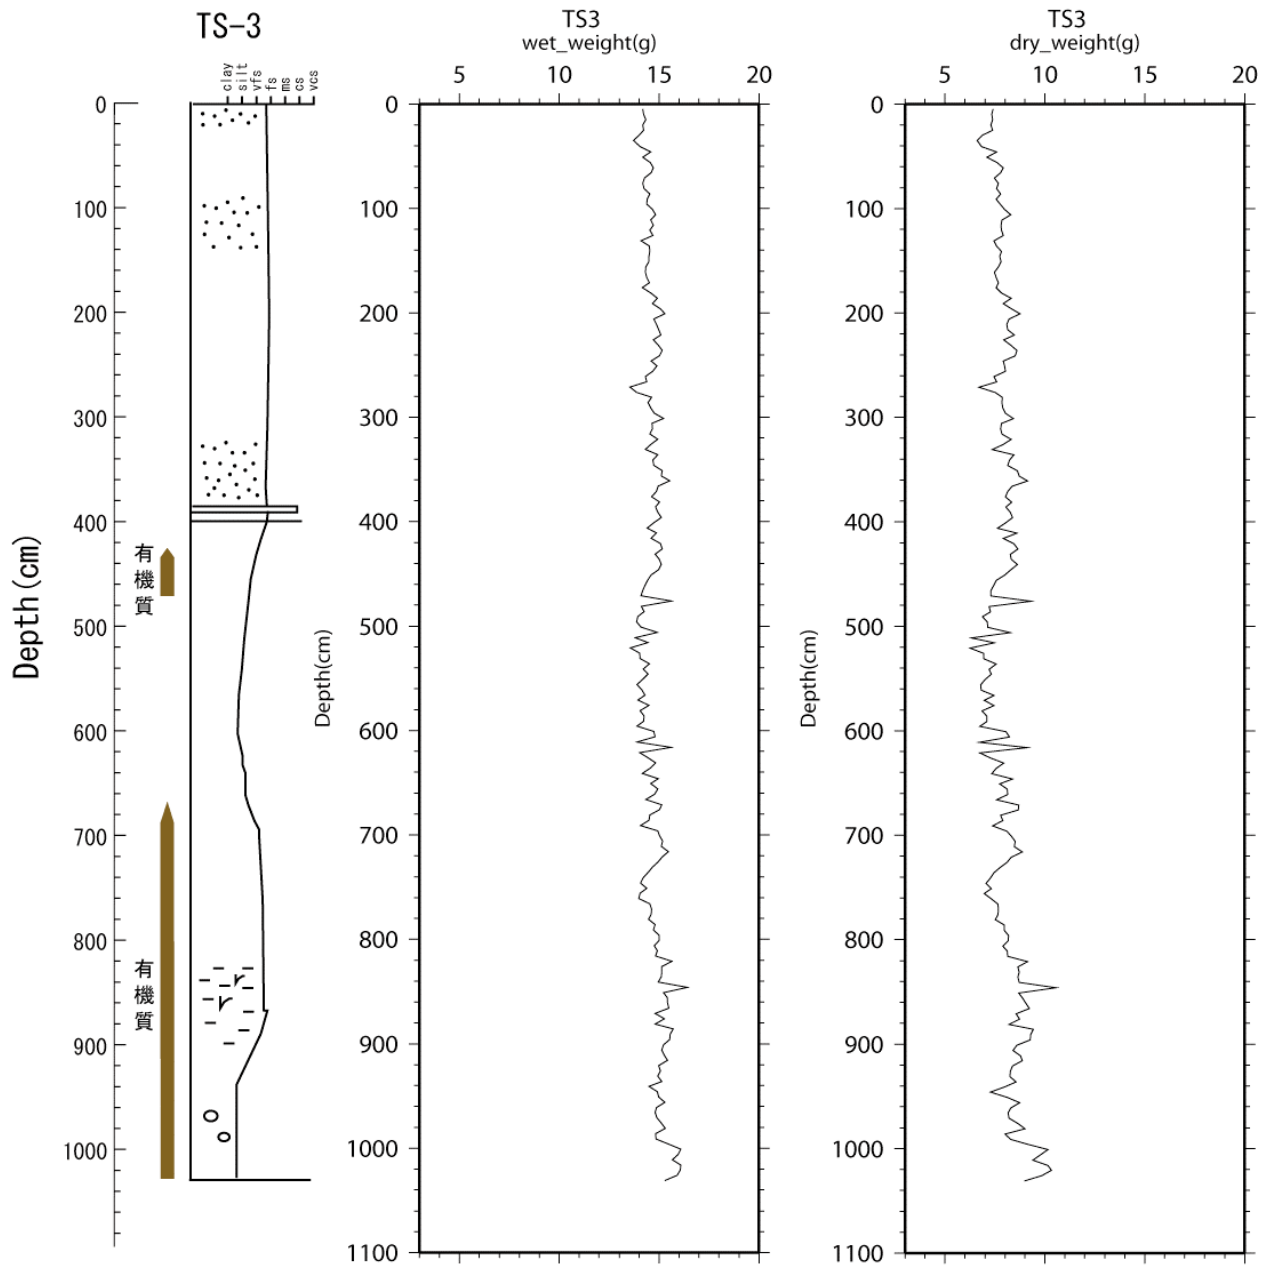 TS-3
clay
silt
vfs
fs
ms
cs
vcs
Depth(cm)
0
100
200
300
400
500
600
700
800
900
1000
有機質
有機質
TS3
wet_weight(g)
5 10 15 20
Depth(cm)
0
100
200
300
400
500
600
700
800
900
1000
1100
TS3
dry_weight(g)
5 10 15 20
Depth(cm)
0
100
200
300
400
500
600
700
800
900
1000
1100